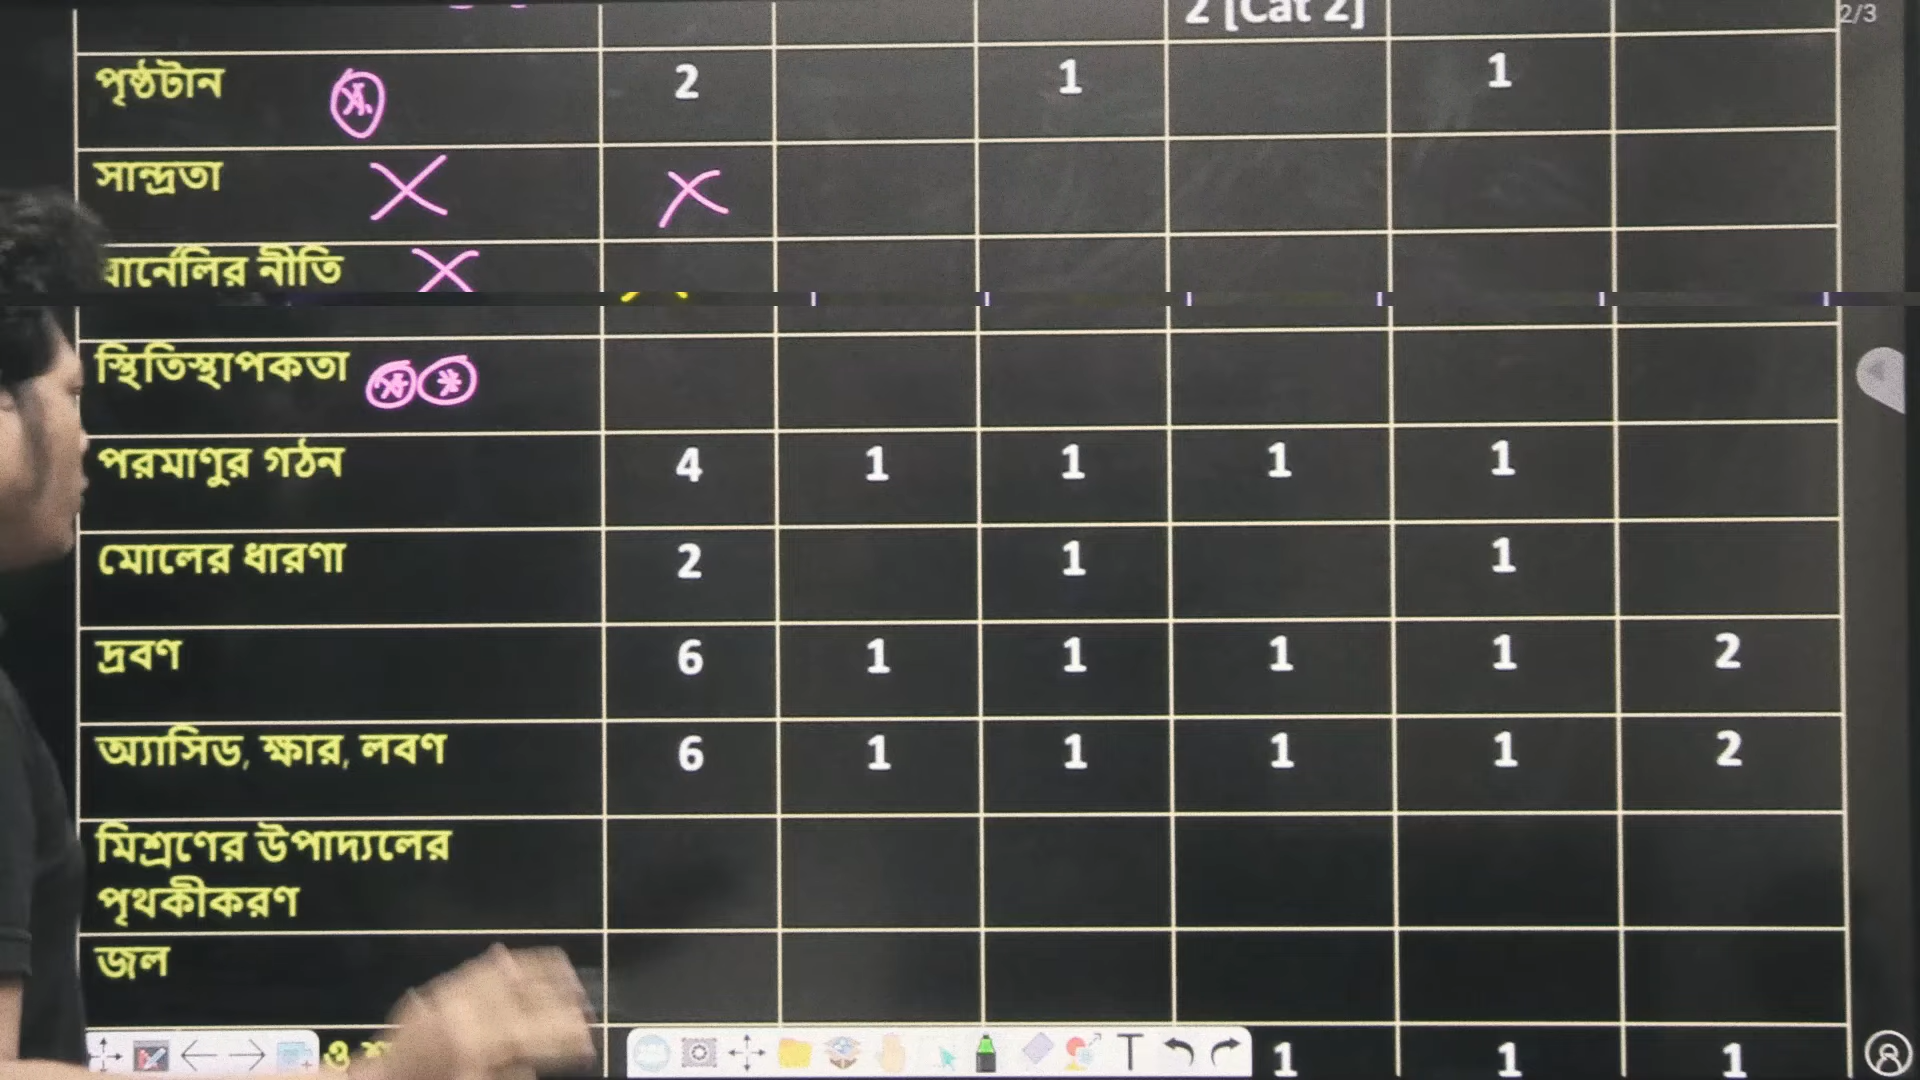 2 [Cat 2]
2/3
পৃষ্ঠটান 2 1 1
সান্দ্রতা
বার্নেলির নীতি
স্থিতিস্থাপকতা
পরমাণুর গঠন 4 1 1 1 1
মোলের ধারণা 2 1 1
দ্রবণ 6 1 1 1 1 2
অ্যাসিড, ক্ষার, লবণ 6 1 1 1 1 2
মিশ্রণের উপাদ্যলের
পৃথকীকরণ
জল
ও 1 1 1
T